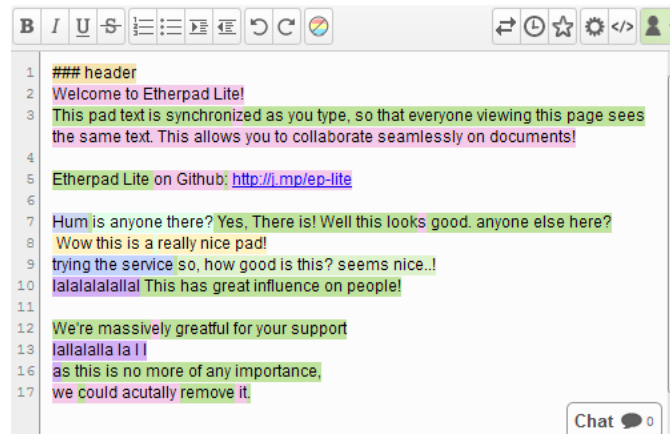 B I U S
1 ### header
2 Welcome to Etherpad Lite!
3 This pad text is synchronized as you type, so that everyone viewing this page sees
the same text. This allows you to collaborate seamlessly on documents!
4
5 Etherpad Lite on Github: http://j.mp/ep-lite
6
7 Hum is anyone there? Yes, There is! Well this looks good. anyone else here?
8 Wow this is a really nice pad!
9 trying the service so, how good is this? seems nice..!
10 lalalalalallal This has great influence on people!
11
12 We're massively greatful for your support
13 lallalalla la l l
16 as this is no more of any importance,
17 we could acutally remove it.
Chat 0